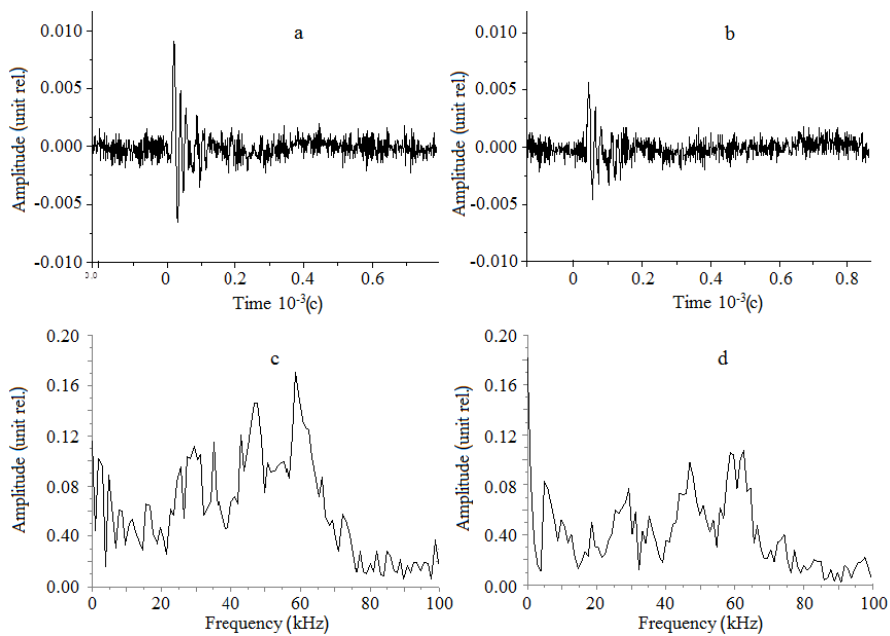 a
Amplitude (unit rel.)
0.010
0.005
0.000
-0.005
-0.010
0 0.2 0.4 0.6
Time 10⁻³(c)
b
Amplitude (unit rel.)
0.010
0.005
0.000
-0.005
-0.010
0 0.2 0.4 0.6 0.8
Time 10⁻³(c)
c
Amplitude (unit rel.)
0.20
0.16
0.12
0.08
0.40
0.00
0 20 40 60 80 100
Frequency (kHz)
d
Amplitude (unit rel.)
0.20
0.16
0.12
0.08
0.40
0.00
0 20 40 60 80 100
Frequency (kHz)